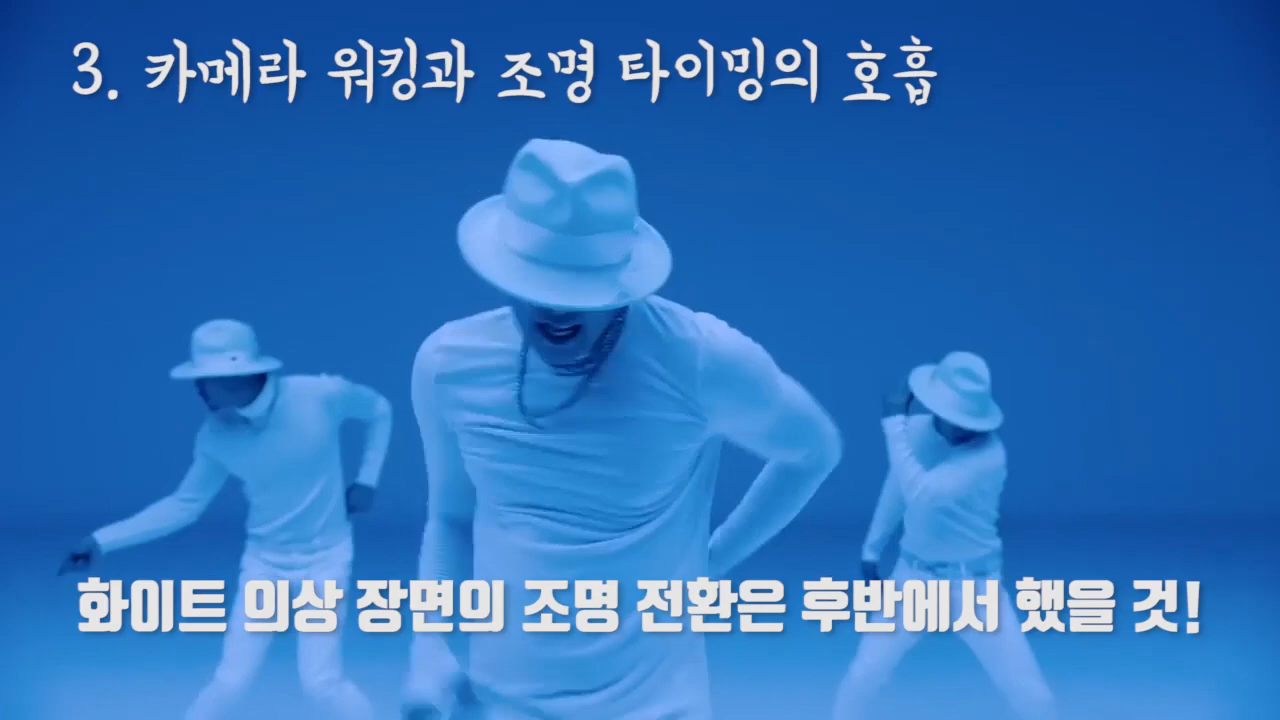 3. 카메라 워킹과 조명 타이밍의 호흡
화이트 의상 장면의 조명 전환은 후반에서 했을 것!